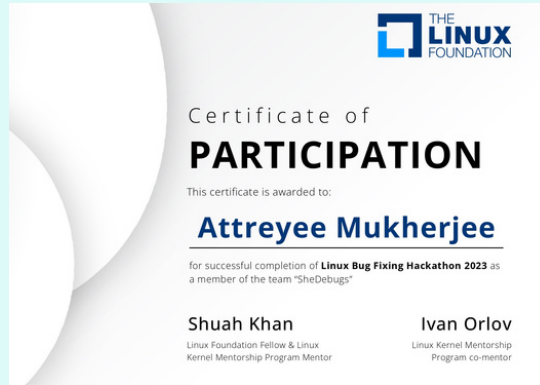 THE
LINUX
FOUNDATION
Certificate of
PARTICIPATION
This certificate is awarded to:
Attreyee Mukherjee
for successful completion of Linux Bug Fixing Hackathon 2023 as
a member of the team "SheDebugs"
Shuah Khan
Linux Foundation Fellow & Linux
Kernel Mentorship Program Mentor
Ivan Orlov
Linux Kernel Mentorship
Program co-mentor